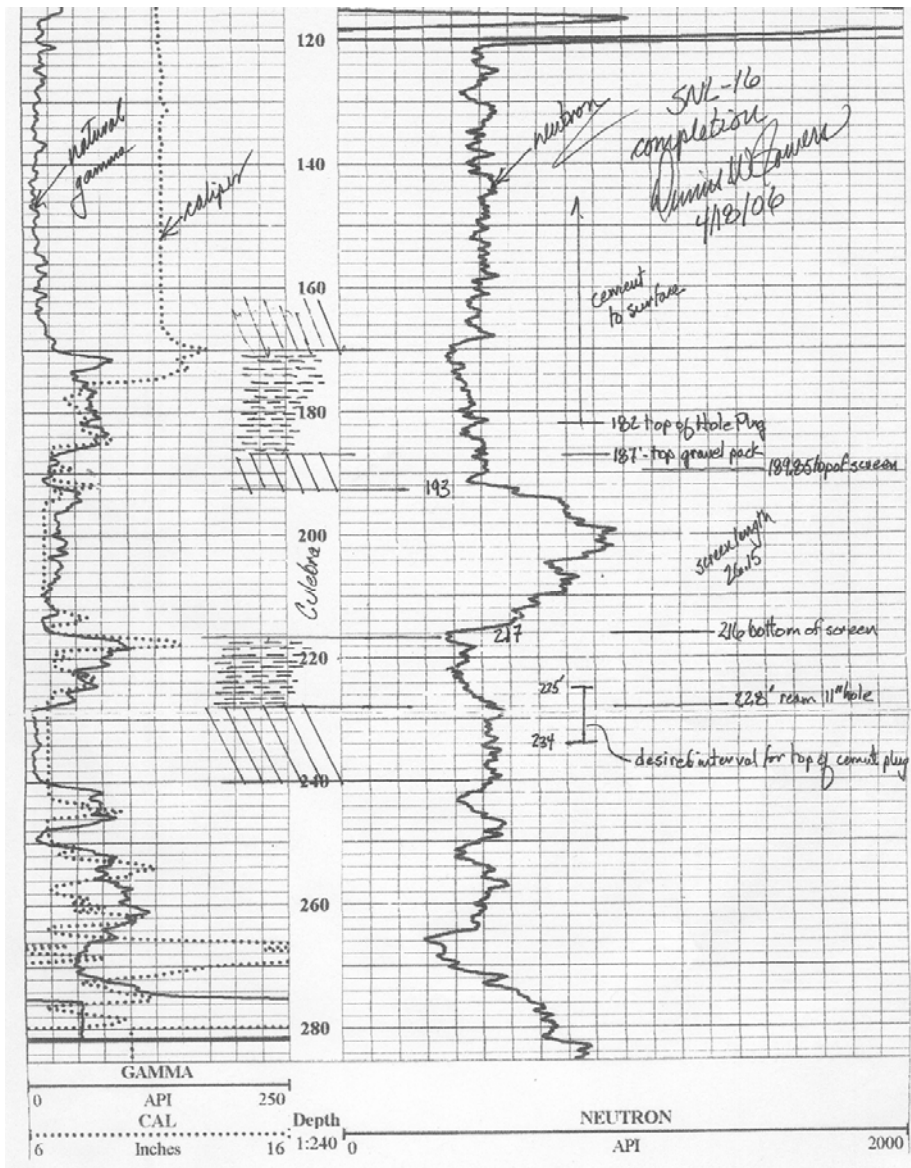 120
SNL-16
completion
Dennis W Powers
4/18/06
neutron
natural
gamma
caliper
140
160
cement
to surface
180
182 top of Hole Plug
187'-top gravel pack
189.85 top of screen
193
200
Culebra
screen length
26.15
217
216 bottom of screen
220
225'
228' ream 11" hole
234
desired interval for top of cement plug
240
260
280
GAMMA
0 API 250
CAL
6 Inches 16
Depth
1:240
NEUTRON
0 API 2000